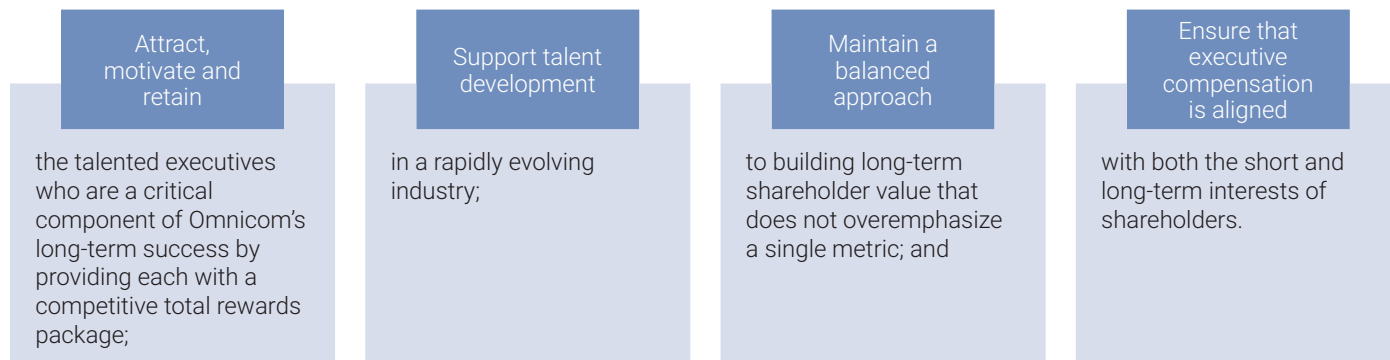 Attract,
motivate and
retain
the talented executives
who are a critical
component of Omnicom’s
long-term success by
providing each with a
competitive total rewards
package;
Support talent
development
in a rapidly evolving
industry;
Maintain a
balanced
approach
to building long-term
shareholder value that
does not overemphasize
a single metric; and
Ensure that
executive
compensation
is aligned
with both the short and
long-term interests of
shareholders.